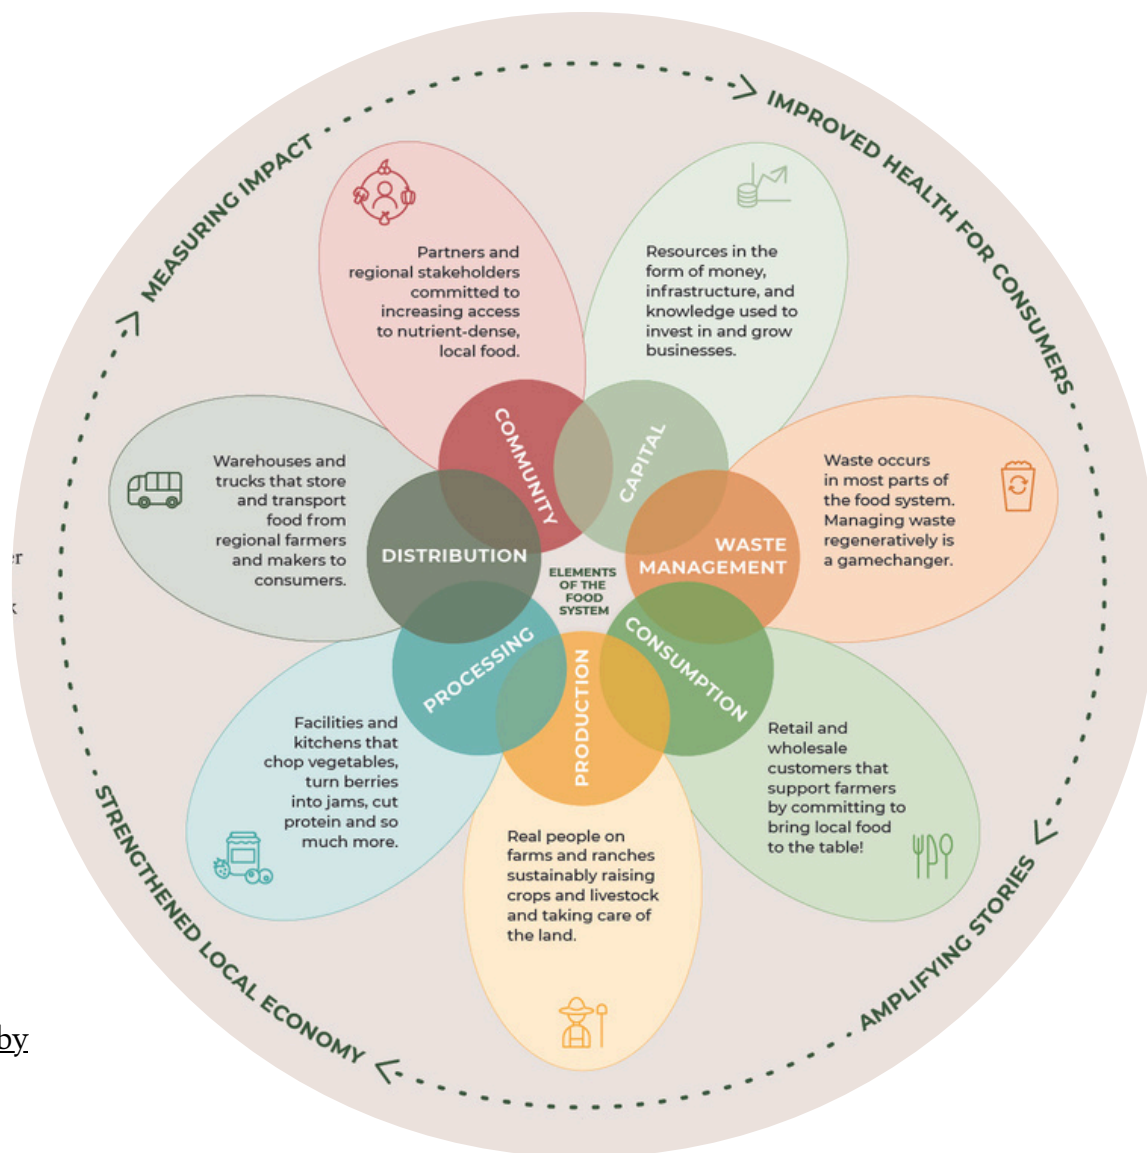 MEASURING IMPACT
IMPROVED HEALTH FOR CONSUMERS
AMPLIFYING STORIES
STRENGTHENED LOCAL ECONOMY
Partners and
regional stakeholders
committed to
increasing access
to nutrient-dense,
local food.
COMMUNITY
Resources in the
form of money,
infrastructure, and
knowledge used to
invest in and grow
businesses.
CAPITAL
Waste occurs
in most parts of
the food system.
Managing waste
regeneratively is
a gamechanger.
WASTE
MANAGEMENT
Retail and
wholesale
customers that
support farmers
by committing to
bring local food
to the table!
CONSUMPTION
Real people on
farms and ranches
sustainably raising
crops and livestock
and taking care of
the land.
PRODUCTION
Facilities and
kitchens that
chop vegetables,
turn berries
into jams, cut
protein and so
much more.
PROCESSING
Warehouses and
trucks that store
and transport
food from
regional farmers
and makers to
consumers.
DISTRIBUTION
ELEMENTS
OF THE
FOOD
SYSTEM
er
by